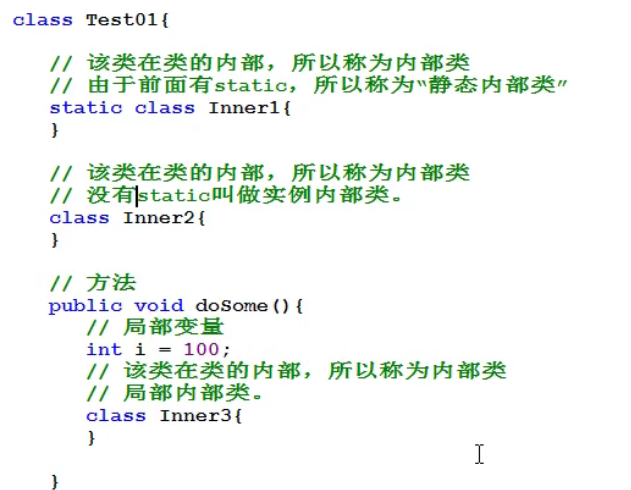 class Test01{
// 该类在类的内部，所以称为内部类
// 由于前面有static，所以称为“静态内部类”
static class Inner1{
}
// 该类在类的内部，所以称为内部类
// 没有static叫做实例内部类。
class Inner2{
}
// 方法
public void doSome(){
// 局部变量
int i = 100;
// 该类在类的内部，所以称为内部类
// 局部内部类。
class Inner3{
}
}